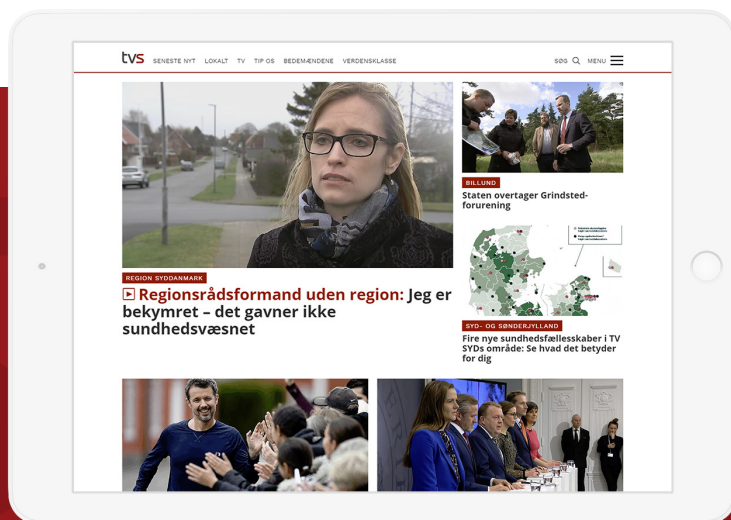 tvs SENESTE NYT LOKALT TV TIP OS BEDEMÆNDENE VERDENSKLASSE SØG MENU
REGION SYDDANMARK
Regionsrådsformand uden region: Jeg er
bekymret – det gavner ikke
sundhedsvæsnet
BILLUND
Staten overtager Grindsted-
forurening
SYD- OG SØNDERJYLLAND
Fire nye sundhedsfællesskaber i TV
SYDs område: Se hvad det betyder
for dig